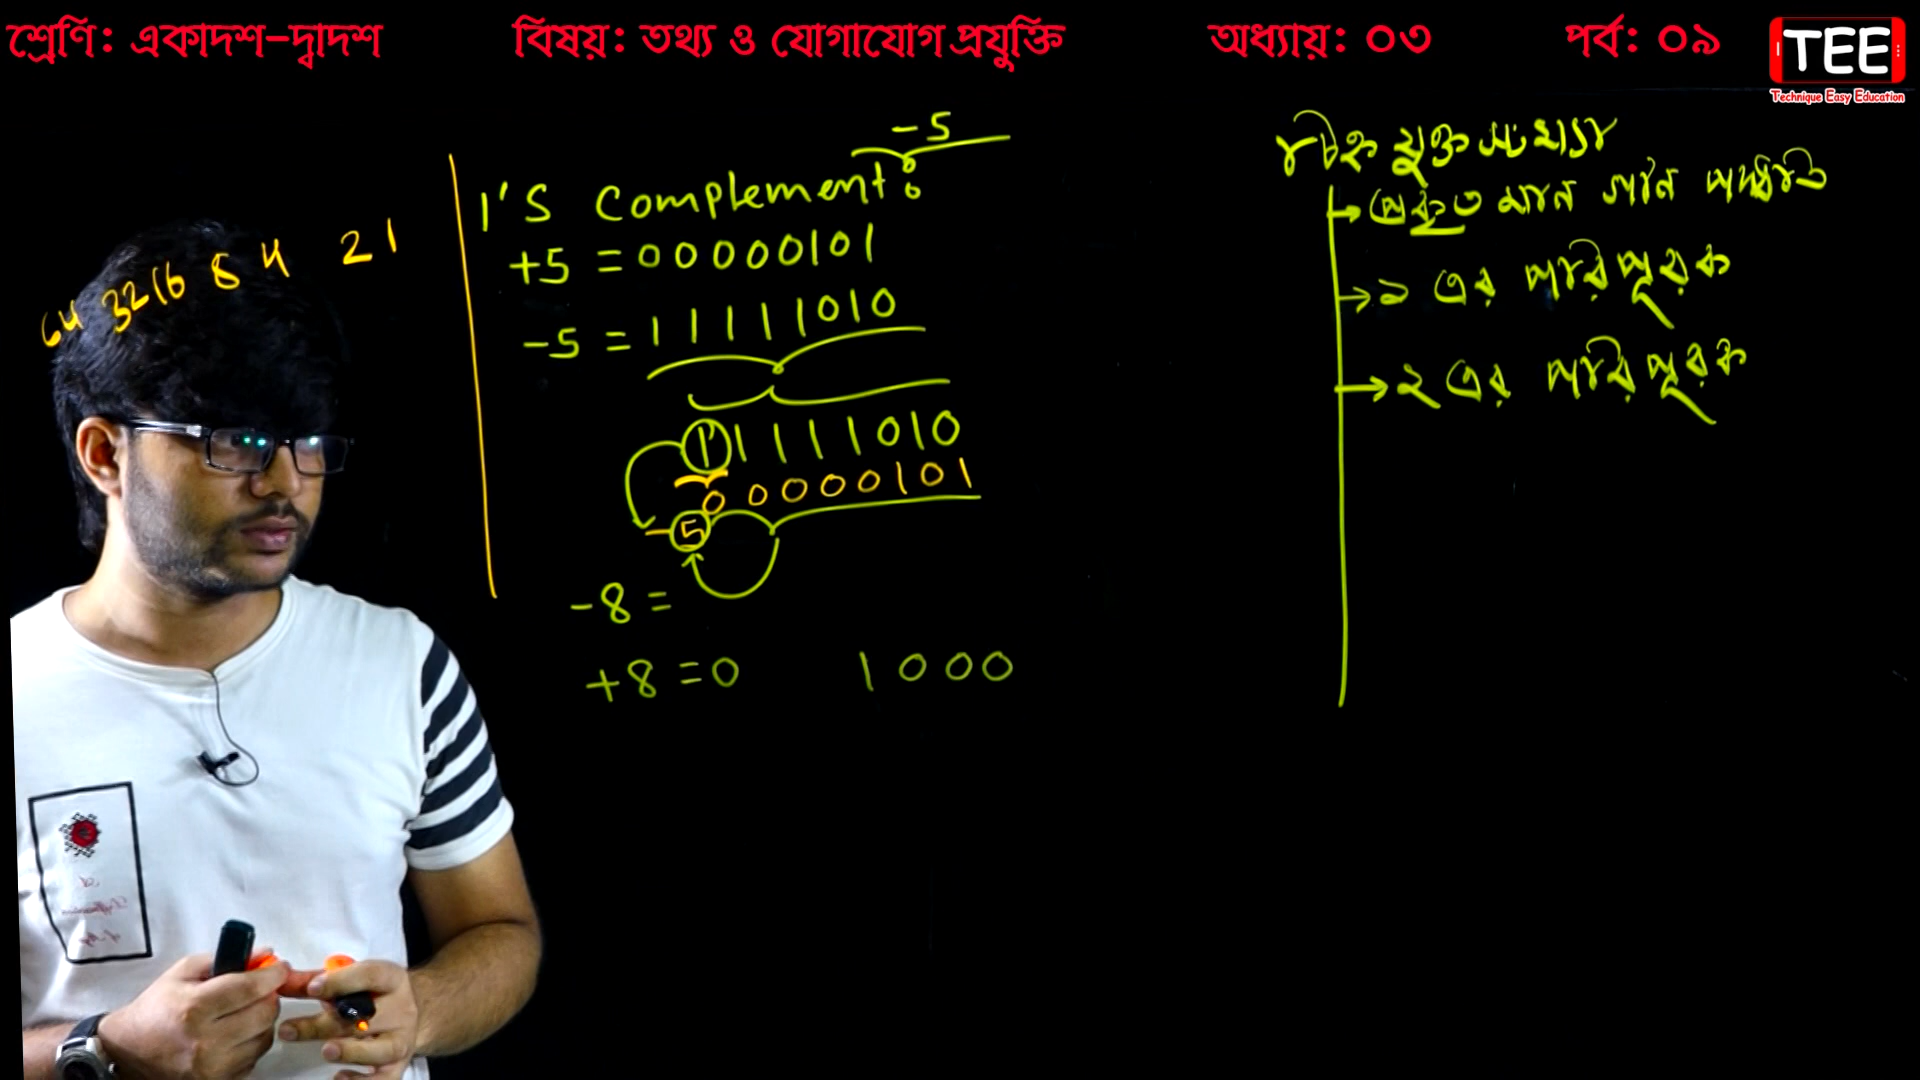 শ্রেণি: একাদশ-দ্বাদশ বিষয়: তথ্য ও যোগাযোগ প্রযুক্তি অধ্যায়: ০৩ পর্ব: ০৯
TEE
Technique Easy Education
64 32 16 8 4 2 1
-5
1'S Complement:
+5 = 00000101
-5 = 11111010
11111010
00000101
-5
-8 =
+8 = 0 1000
চিহ্ন যুক্ত সংখ্যার
→ প্রকৃত মান গঠন পদ্ধতি
→ ১ এর পরিপূরক
→ ২ এর পরিপূরক